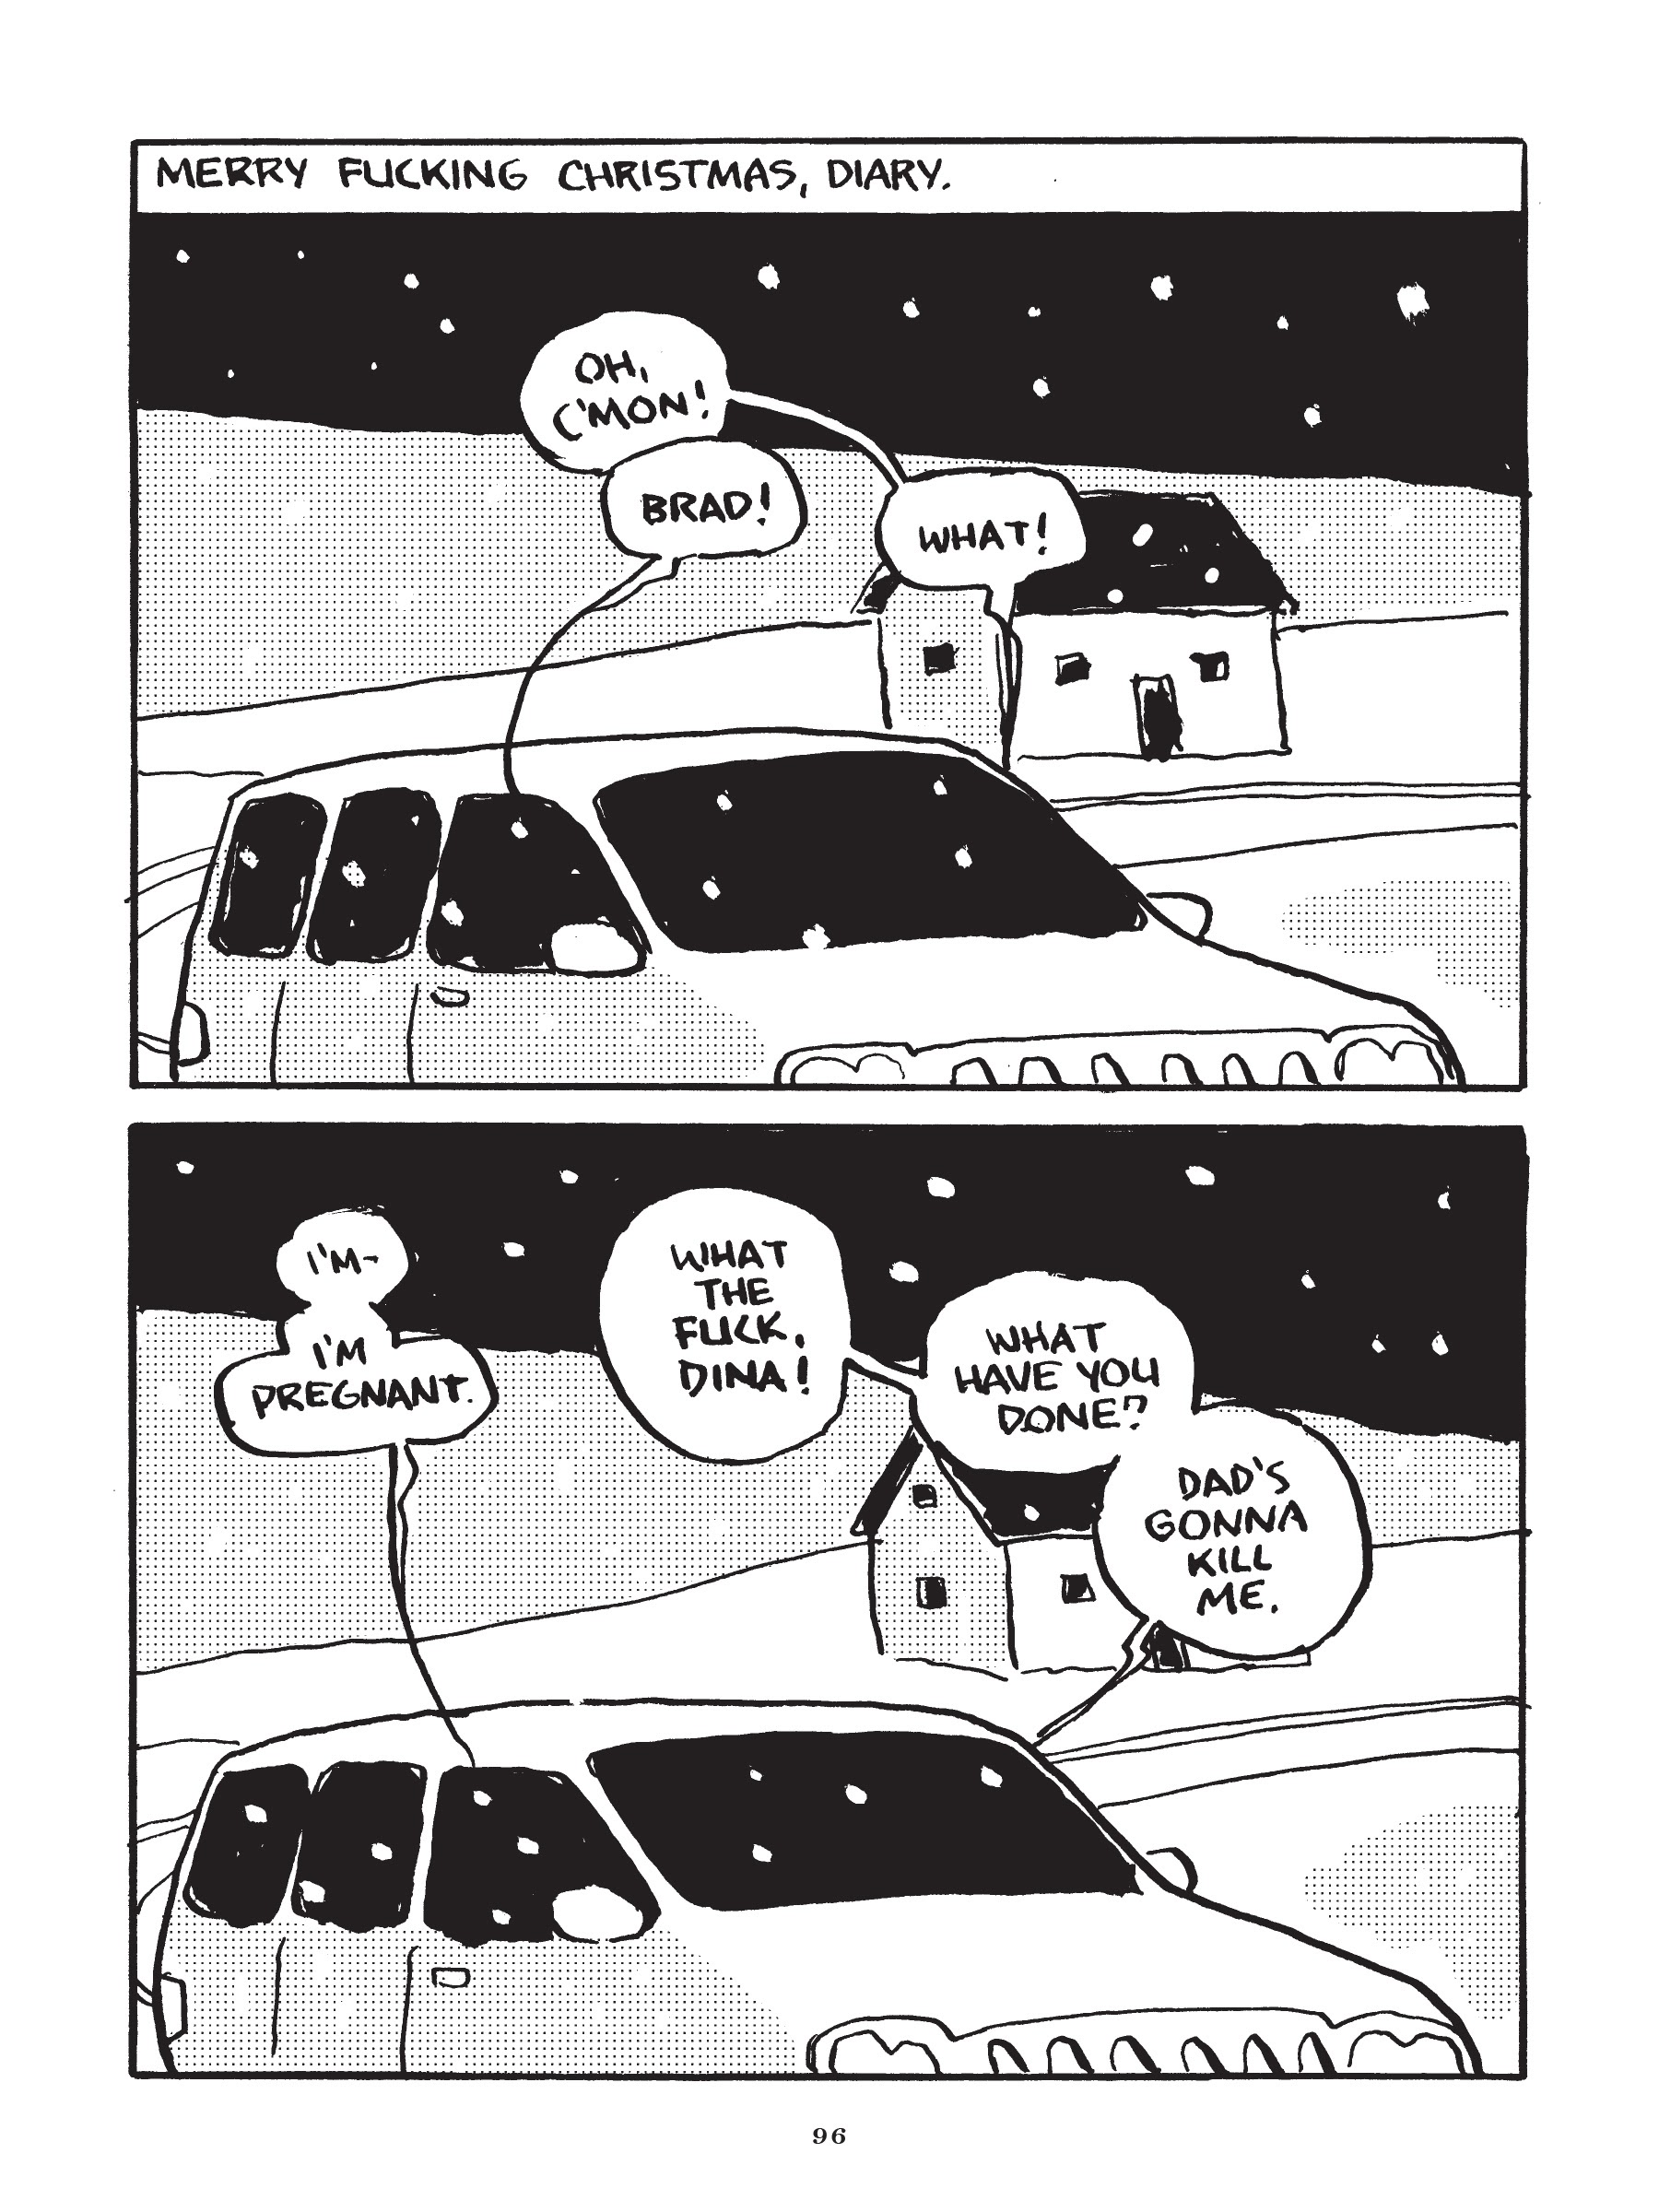 MERRY FUCKING CHRISTMAS, DIARY.
OH,
C'MON!
BRAD!
WHAT!
I'M-
I'M
PREGNANT.
WHAT
THE
FUCK,
DINA!
WHAT
HAVE YOU
DONE?
DAD'S
GONNA
KILL
ME.
96